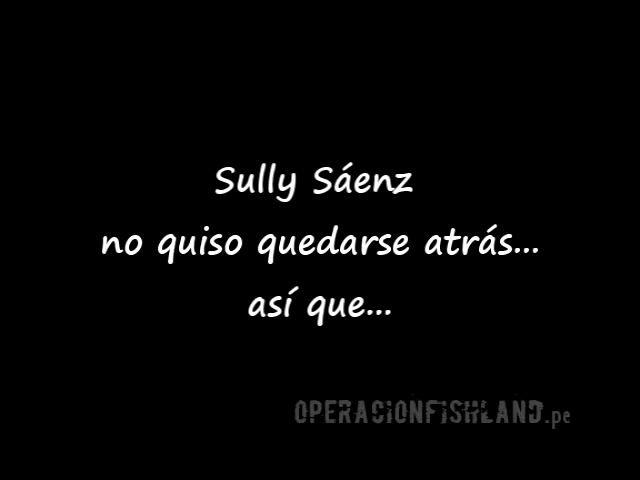 Sully Sáenz
no quiso quedarse atrás...
así que...
OPERACIONFISHLAND.pe